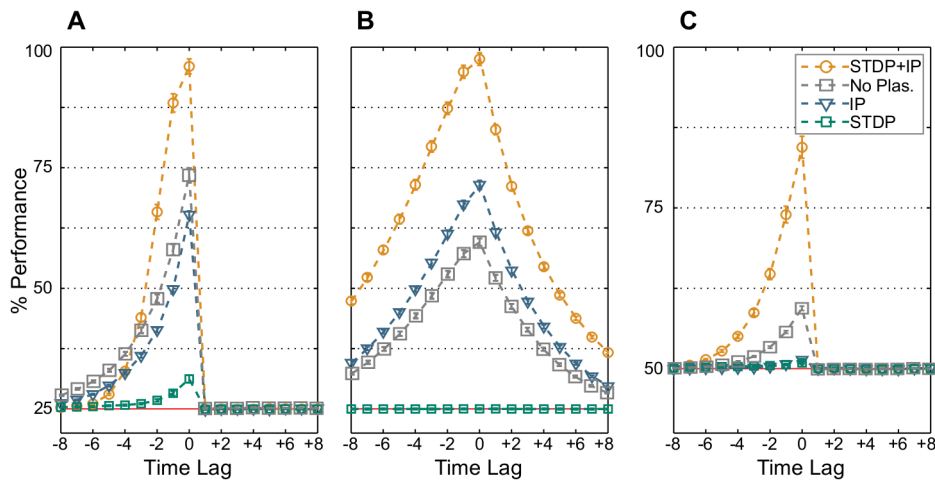 A B C
100 100
STDP+IP
No Plas.
IP
STDP
75 75
% Performance
50 50
25
-8 -6 -4 -2 0 +2 +4 +6 +8 -8 -6 -4 -2 0 +2 +4 +6 +8 -8 -6 -4 -2 0 +2 +4 +6 +8
Time Lag Time Lag Time Lag